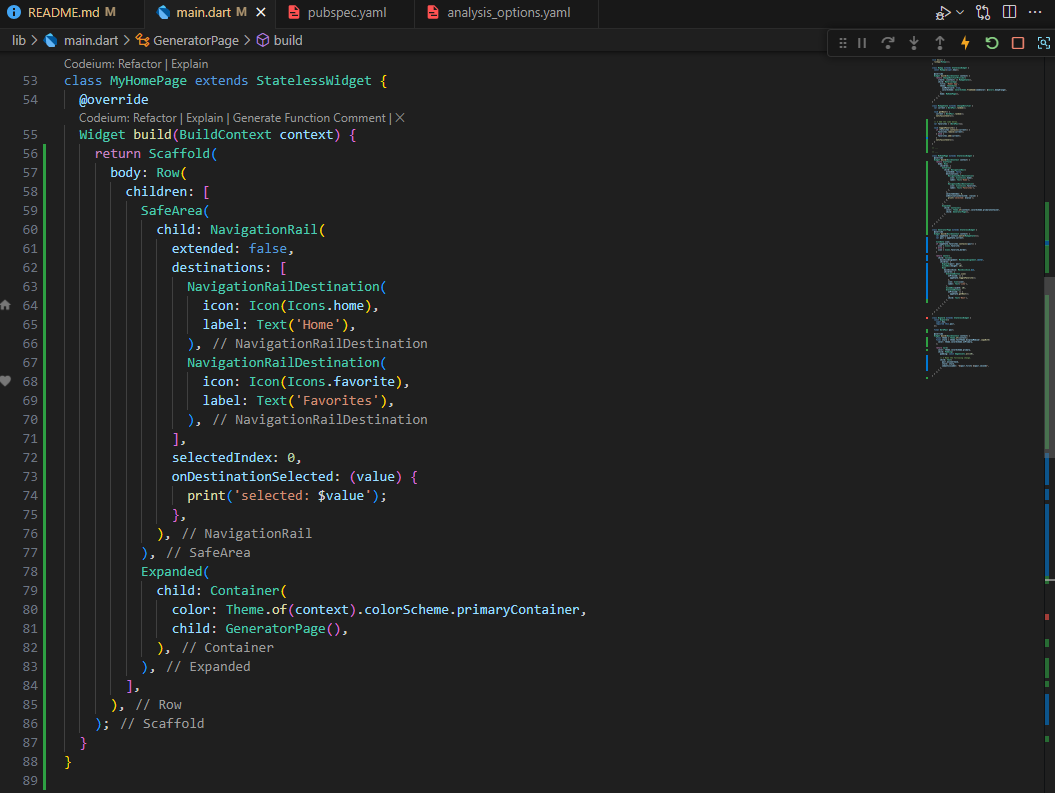 README.md M main.dart M pubspec.yaml analysis_options.yaml
lib > main.dart > GeneratorPage > build
Codeium: Refactor | Explain
53 class MyHomePage extends StatelessWidget {
54 @override
Codeium: Refactor | Explain | Generate Function Comment | ×
55 Widget build(BuildContext context) {
56 return Scaffold(
57 body: Row(
58 children: [
59 SafeArea(
60 child: NavigationRail(
61 extended: false,
62 destinations: [
63 NavigationRailDestination(
64 icon: Icon(Icons.home),
65 label: Text('Home'),
66 ), // NavigationRailDestination
67 NavigationRailDestination(
68 icon: Icon(Icons.favorite),
69 label: Text('Favorites'),
70 ), // NavigationRailDestination
71 ],
72 selectedIndex: 0,
73 onDestinationSelected: (value) {
74 print('selected: $value');
75 },
76 ), // NavigationRail
77 ), // SafeArea
78 Expanded(
79 child: Container(
80 color: Theme.of(context).colorScheme.primaryContainer,
81 child: GeneratorPage(),
82 ), // Container
83 ), // Expanded
84 ],
85 ), // Row
86 ); // Scaffold
87 }
88 }
89